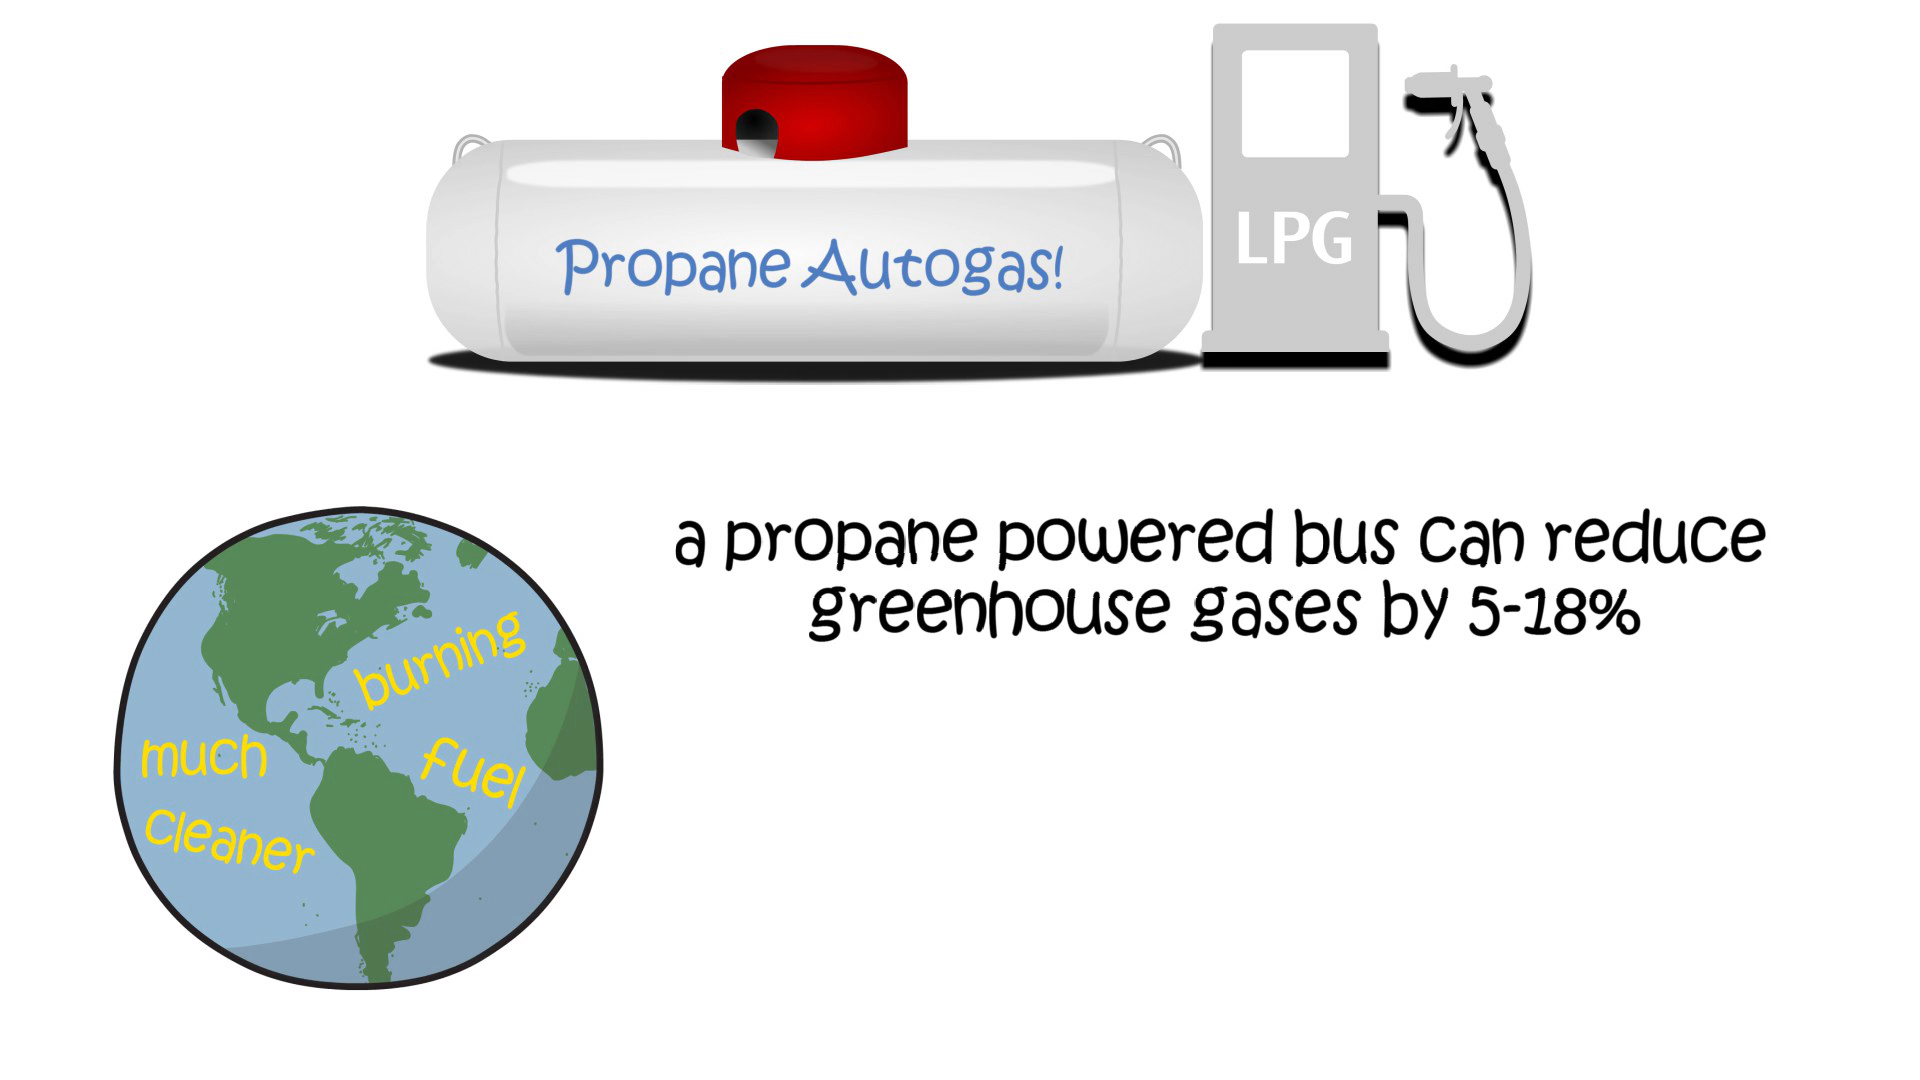 Propane Autogas!
LPG
a propane powered bus can reduce
greenhouse gases by 5-18%
much
cleaner
burning
fuel